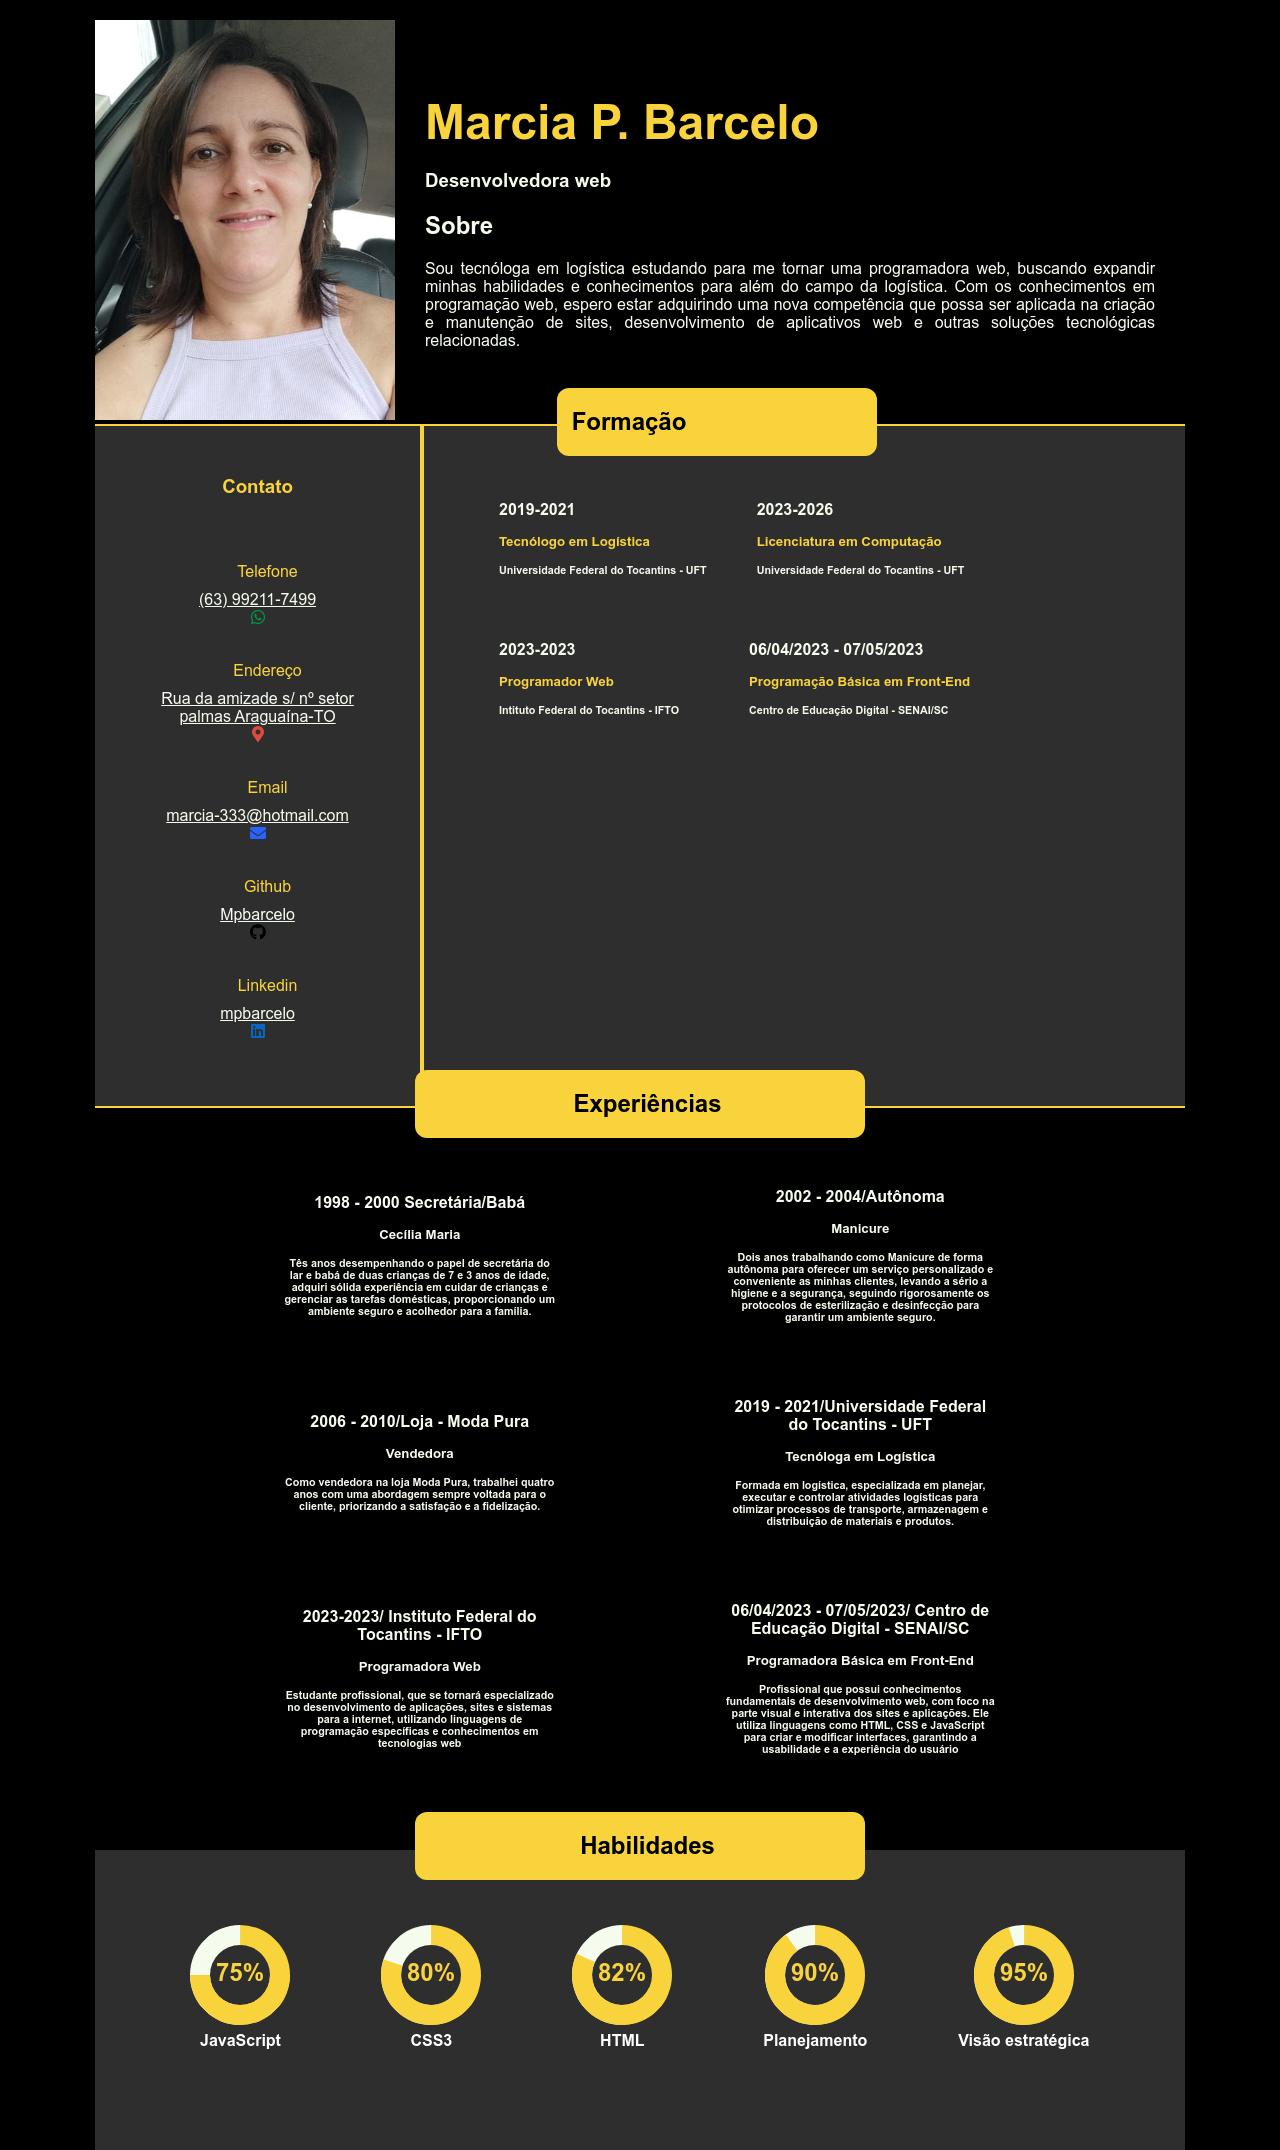 Marcia P. Barcelo
Desenvolvedora web
Sobre
Sou tecnóloga em logística estudando para me tornar uma programadora web, buscando expandir
minhas habilidades e conhecimentos para além do campo da logística. Com os conhecimentos em
programação web, espero estar adquirindo uma nova competência que possa ser aplicada na criação
e manutenção de sites, desenvolvimento de aplicativos web e outras soluções tecnológicas
relacionadas.
Formação
Contato
Telefone
(63) 99211-7499
Endereço
Rua da amizade s/ nº setor
palmas Araguaína-TO
Email
marcia-333@hotmail.com
Github
Mpbarcelo
Linkedin
mpbarcelo
2019-2021
Tecnólogo em Logística
Universidade Federal do Tocantins - UFT
2023-2026
Licenciatura em Computação
Universidade Federal do Tocantins - UFT
2023-2023
Programador Web
Intituto Federal do Tocantins - IFTO
06/04/2023 - 07/05/2023
Programação Básica em Front-End
Centro de Educação Digital - SENAI/SC
Experiências
1998 - 2000 Secretária/Babá
Cecília Maria
Tês anos desempenhando o papel de secretária do
lar e babá de duas crianças de 7 e 3 anos de idade,
adquiri sólida experiência em cuidar de crianças e
gerenciar as tarefas domésticas, proporcionando um
ambiente seguro e acolhedor para a família.
2002 - 2004/Autônoma
Manicure
Dois anos trabalhando como Manicure de forma
autônoma para oferecer um serviço personalizado e
conveniente as minhas clientes, levando a sério a
higiene e a segurança, seguindo rigorosamente os
protocolos de esterilização e desinfecção para
garantir um ambiente seguro.
2006 - 2010/Loja - Moda Pura
Vendedora
Como vendedora na loja Moda Pura, trabalhei quatro
anos com uma abordagem sempre voltada para o
cliente, priorizando a satisfação e a fidelização.
2019 - 2021/Universidade Federal
do Tocantins - UFT
Tecnóloga em Logística
Formada em logística, especializada em planejar,
executar e controlar atividades logísticas para
otimizar processos de transporte, armazenagem e
distribuição de materiais e produtos.
2023-2023/ Instituto Federal do
Tocantins - IFTO
Programadora Web
Estudante profissional, que se tornará especializado
no desenvolvimento de aplicações, sites e sistemas
para a internet, utilizando linguagens de
programação específicas e conhecimentos em
tecnologias web
06/04/2023 - 07/05/2023/ Centro de
Educação Digital - SENAI/SC
Programadora Básica em Front-End
Profissional que possui conhecimentos
fundamentais de desenvolvimento web, com foco na
parte visual e interativa dos sites e aplicações. Ele
utiliza linguagens como HTML, CSS e JavaScript
para criar e modificar interfaces, garantindo a
usabilidade e a experiência do usuário
Habilidades
75%
JavaScript
80%
CSS3
82%
HTML
90%
Planejamento
95%
Visão estratégica